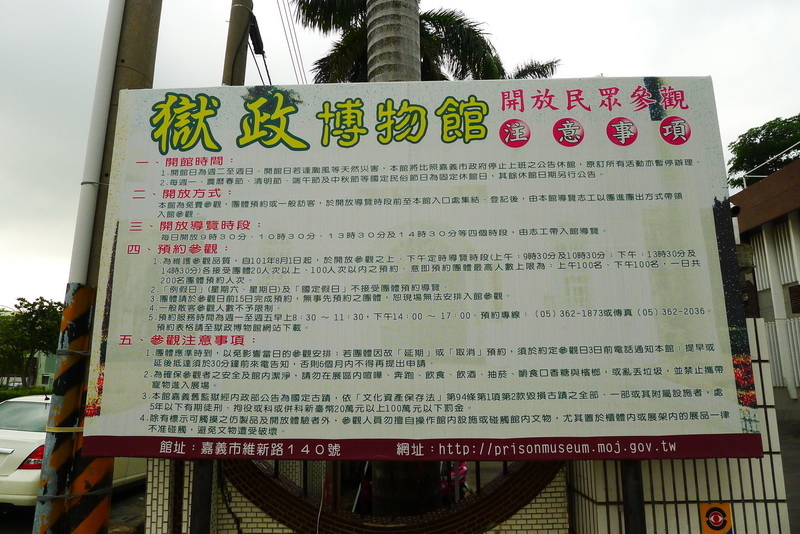 獄政博物館 開放民眾參觀
注意事項
一、開館時間：
1.開館日為週二至週日。開館日若逢颱風等天然災害，本館將比照嘉義市政府停止上班之公告休館，原訂所有活動亦暫停辦理。
2.每週一、農曆春節、清明節、端午節及中秋節等國定民俗節日為固定休館日，其餘休館日期另行公告。
二、開放方式：
本館為免費參觀，團體預約或一般訪客，於開放導覽時段前至本館入口處集結、登記後，由本館導覽志工以團進團出方式帶領
入館參觀。
三、開放導覽時段：
每日開放9時30分、10時30分、13時30分及14時30分等四個時段，由志工帶入館導覽。
四、預約參觀：
1.為維護參觀品質，自101年8月1日起，於開放參觀之上、下午定時導覽時段(上午：9時30分及10時30分；下午：13時30分及
14時30分)各接受團體20人次以上、100人次以內之預約，意即預約團體最高人數上限為：上午100名、下午100名，一日共
200名團體預約人次。
2.「例假日」(星期六、星期日)及「國定假日」不接受團體預約導覽。
3.團體請於參觀日前15日完成預約，無事先預約之團體，恕現場無法安排入館參觀。
4.一般散客參觀人數不予限制。
5.預約服務時間為週一至週五早上8：30～11：30，下午14：00～17：00。預約專線：(05)362-1873或傳真(05)362-2036。
預約表格請至獄政博物館網站下載。
五、參觀注意事項：
1.團體應準時到，以免影響當日的參觀安排；若團體因故「延期」或「取消」預約，須於約定參觀日3日前電話通知本館；提早或
延後抵達須於30分鐘前來電告知，否則6個月內不得再提出申請。
2.為確保參觀者之安全及館內潔淨，請勿在展區內喧嘩、奔跑、飲食、飲酒、抽菸、嚼食口香糖與檳榔、或亂丟垃圾，並禁止攜帶
寵物進入展場。
3.本館嘉義舊監獄經內政部公告為國定古蹟，依《文化資產保存法》第94條第1項第2款毀損古蹟之全部、一部或其附屬設施者，處
5年以下有期徒刑、拘役或科或併科新臺幣20萬元以上100萬元以下罰金。
4.除有標示可觸摸之仿製品及開放體驗者外，參觀人員勿擅自操作館內設施或碰觸館內文物，尤其置於櫃體內或展架內的展品一律
不准碰觸，避免文物遭受破壞。
館址：嘉義市維新路140號 網址：http://prisonmuseum.moj.gov.tw